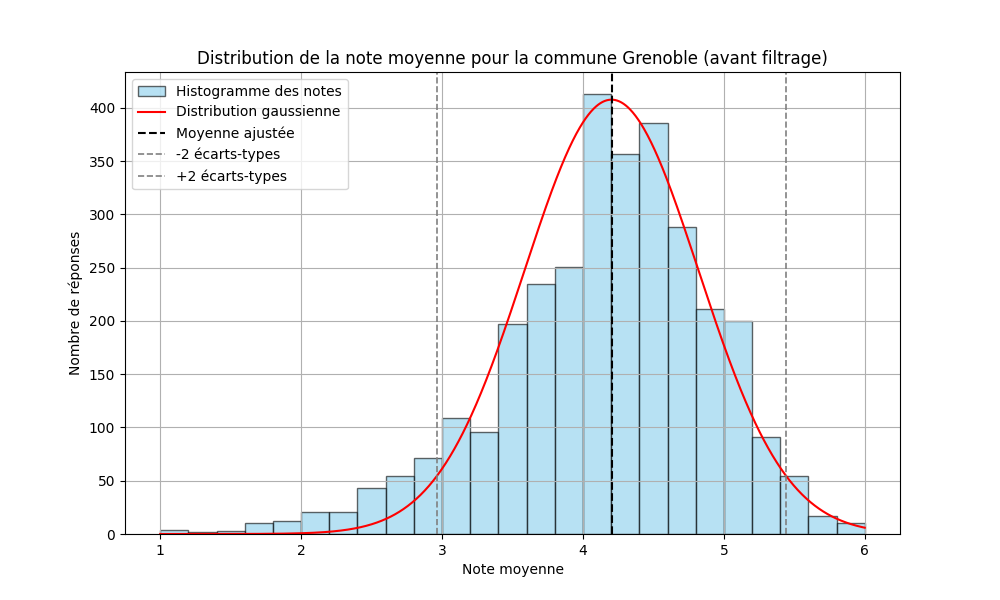 Distribution de la note moyenne pour la commune Grenoble (avant filtrage)
Histogramme des notes
Distribution gaussienne
Moyenne ajustée
-2 écarts-types
+2 écarts-types
Nombre de réponses
400
350
300
250
200
150
100
50
0
1 2 3 4 5 6
Note moyenne